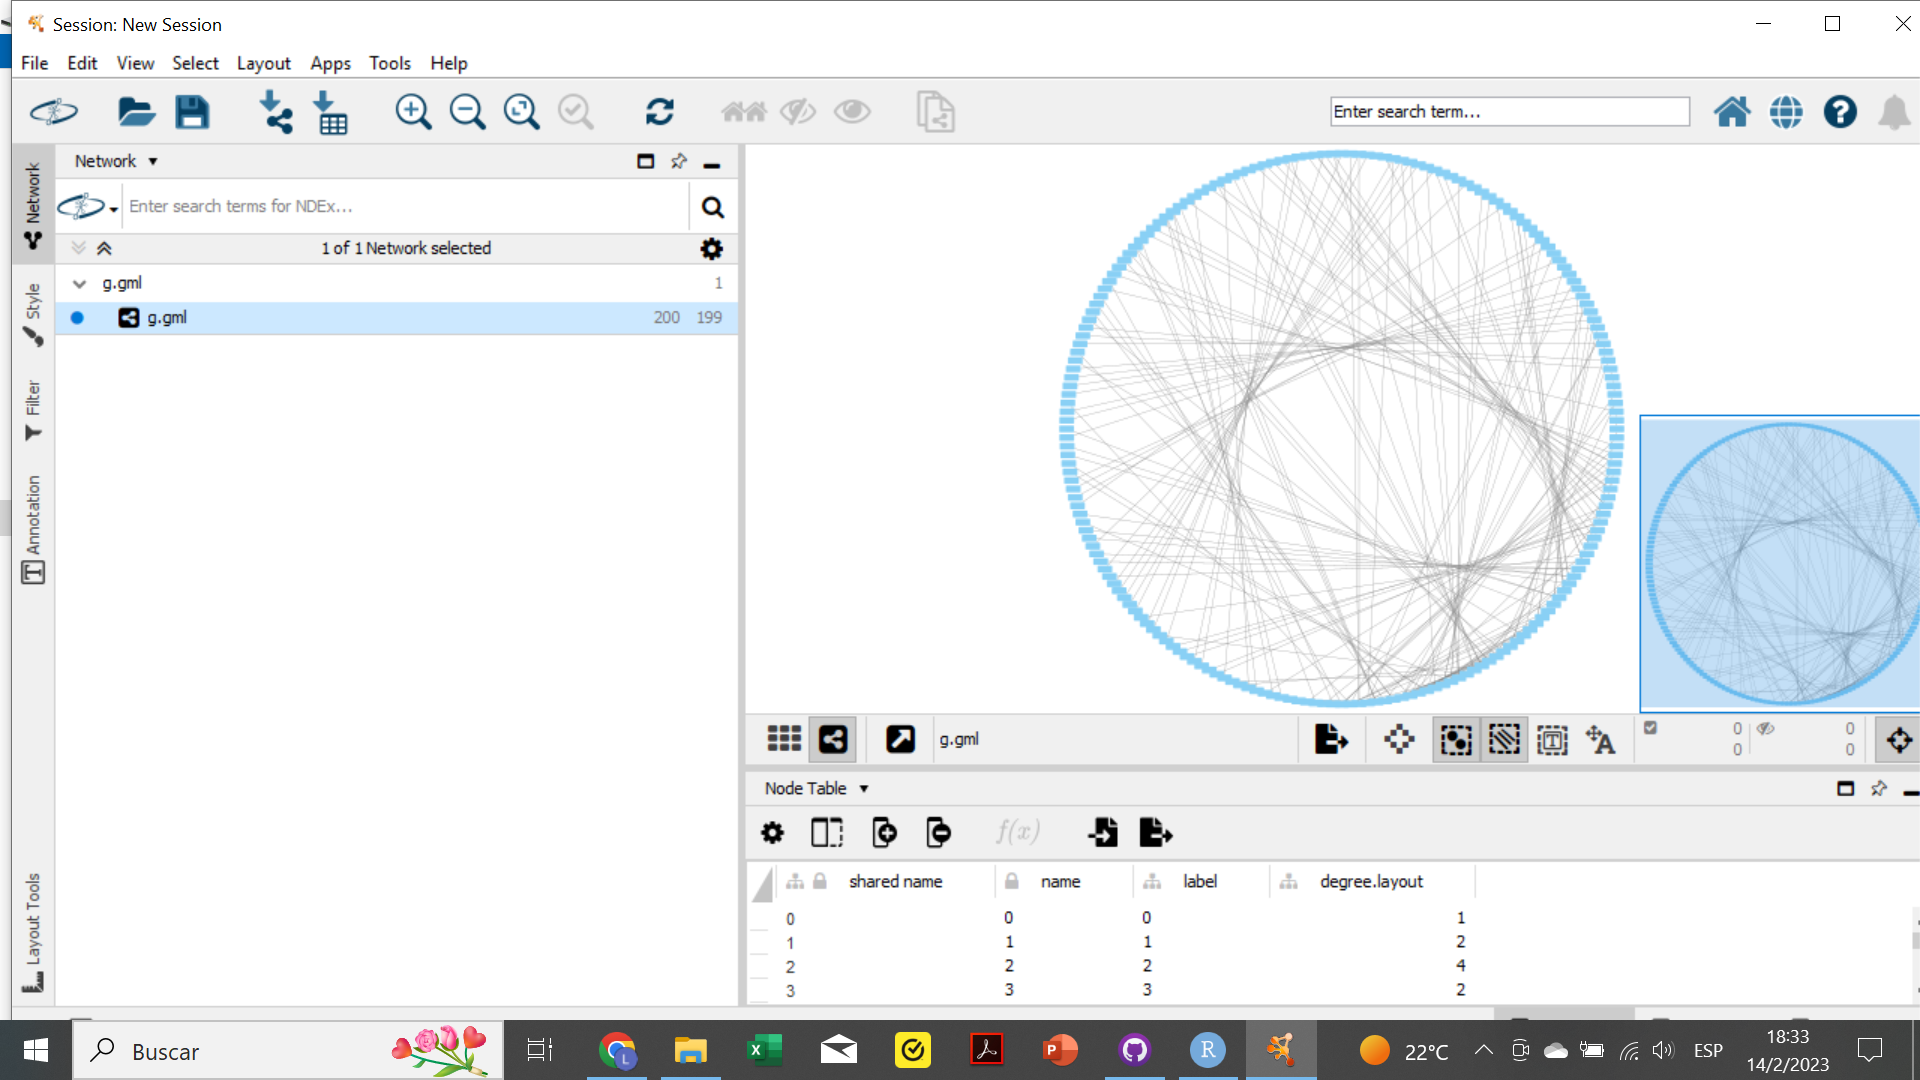 Session: New Session
File Edit View Select Layout Apps Tools Help
Enter search term...
Network
Enter search terms for NDEx...
1 of 1 Network selected
g.gml 1
g.gml 200 199
Network
Style
Filter
Annotation
Layout Tools
g.gml
0 0
0 0
Node Table
f(x)
shared name name label degree.layout
0 0 0 1
1 1 1 2
2 2 2 4
3 3 3 2
Buscar
L
X
P
R
22°C
ESP
18:33
14/2/2023